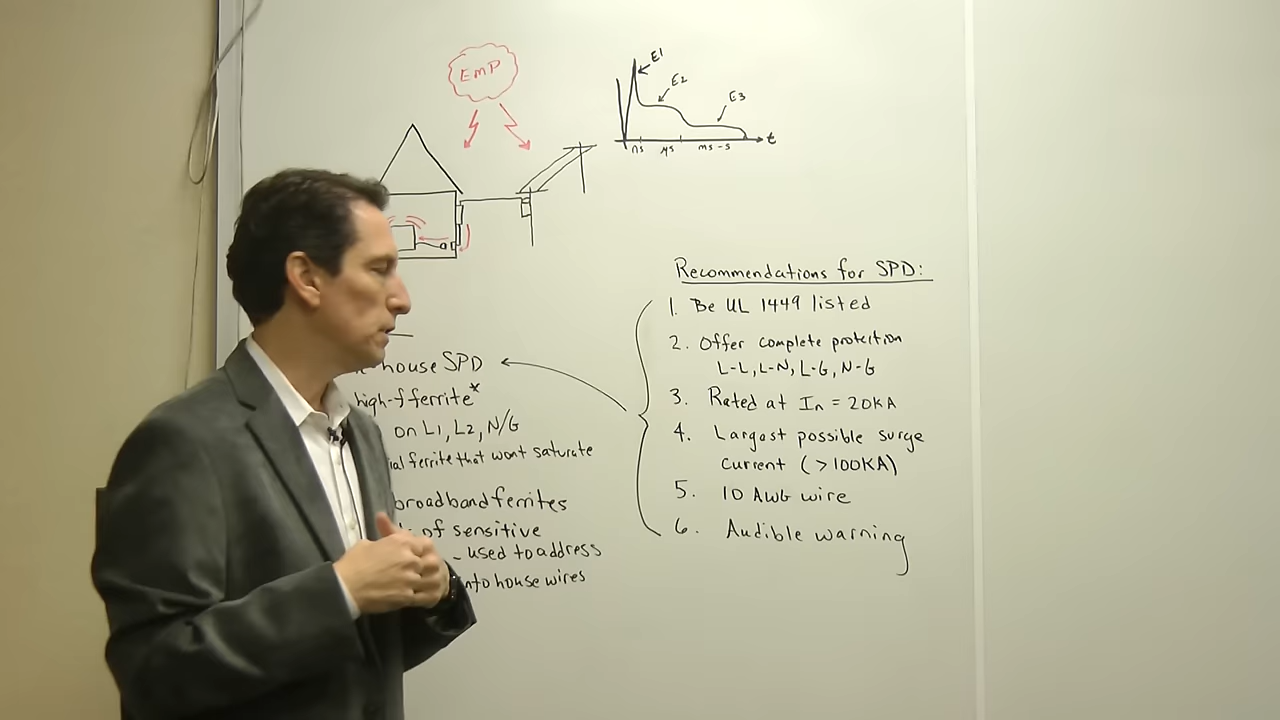 EMP
E1
E2
E3
ns µs ms-s t
Recommendations for SPD:
1. Be UL 1449 listed
2. Offer complete protection
L-L, L-N, L-G, N-G
3. Rated at In = 20KA
4. Largest possible surge
current (>100KA)
5. 10 AWG wire
6. Audible warning
house SPD
high-f ferrite*
on L1, L2, N/G
ferrite that wont saturate
broadband ferrites
of sensitive
- used to address
into house wires